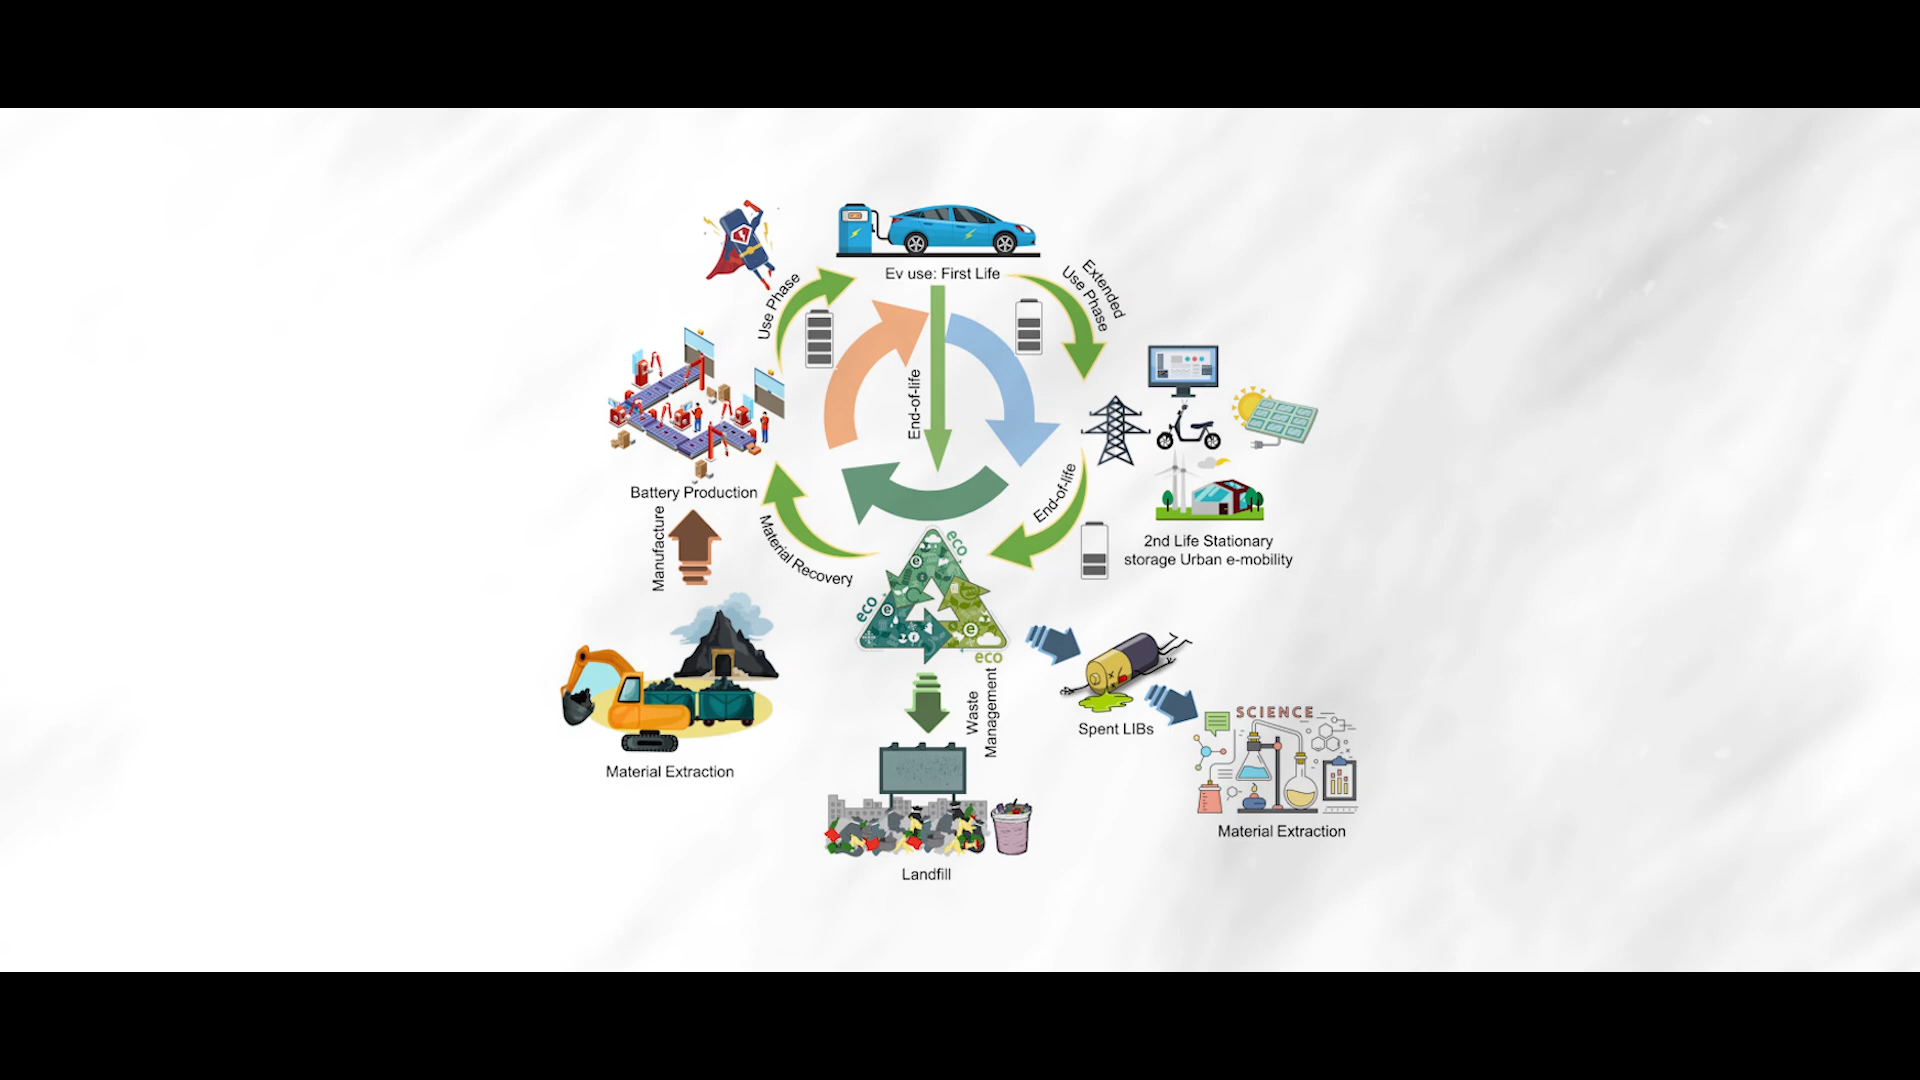 Ev use: First Life
Use Phase
Extended
Use Phase
End-of-life
Battery Production
End-of-life
2nd Life Stationary
storage Urban e-mobility
Manufacture
Material Recovery
eco
eco
eco
e
e
e
Waste
Management
Spent LIBs
SCIENCE
Material Extraction
Material Extraction
Landfill